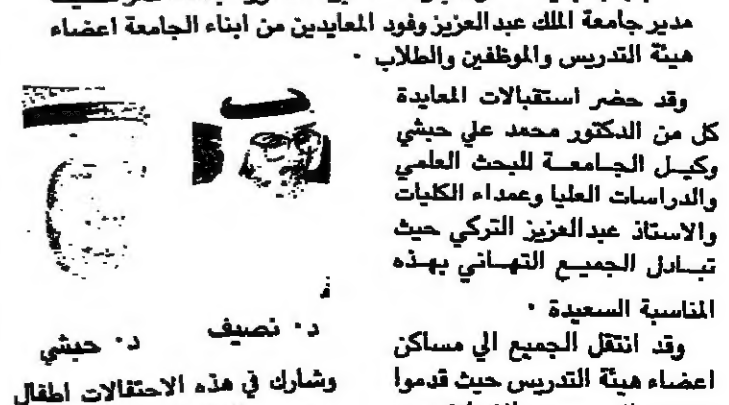 مدير جامعة الملك عبدالعزيز وفود المعايدين من ابناء الجامعة اعضاء
هيئة التدريس والموظفين والطلاب ·
وقد حضر استقبالات المعايدة
كل من الدكتور محمد علي حبشي
وكيل الجامعة للبحث العلمي
والدراسات العليا وعمداء الكليات
والاستاذ عبدالعزيز التركي حيث
تبادل الجميع التهاني بهذه
المناسبة السعيدة ·
وقد انتقل الجميع الي مساكن
اعضاء هيئة التدريس حيث قدموا
د· نصيف
د· حبشي
وشارك في هذه الاحتفالات اطفال